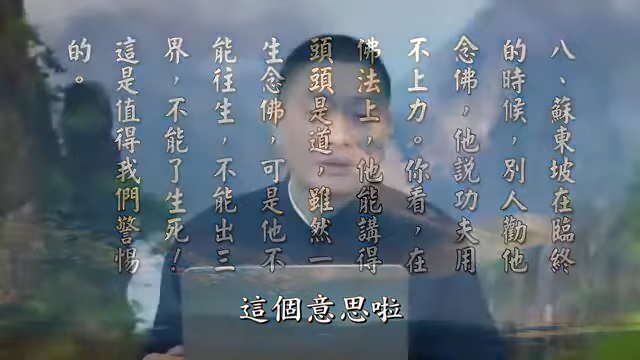 八、蘇東坡在臨終
的時候，別人勸他
念佛，他說功夫用
不上力。你看，在
佛法上，他能講得
頭頭是道，雖然一
生念佛，可是他不
能往生，不能出三
界，不能了生死！
這是值得我們警惕
的。
這個意思啦